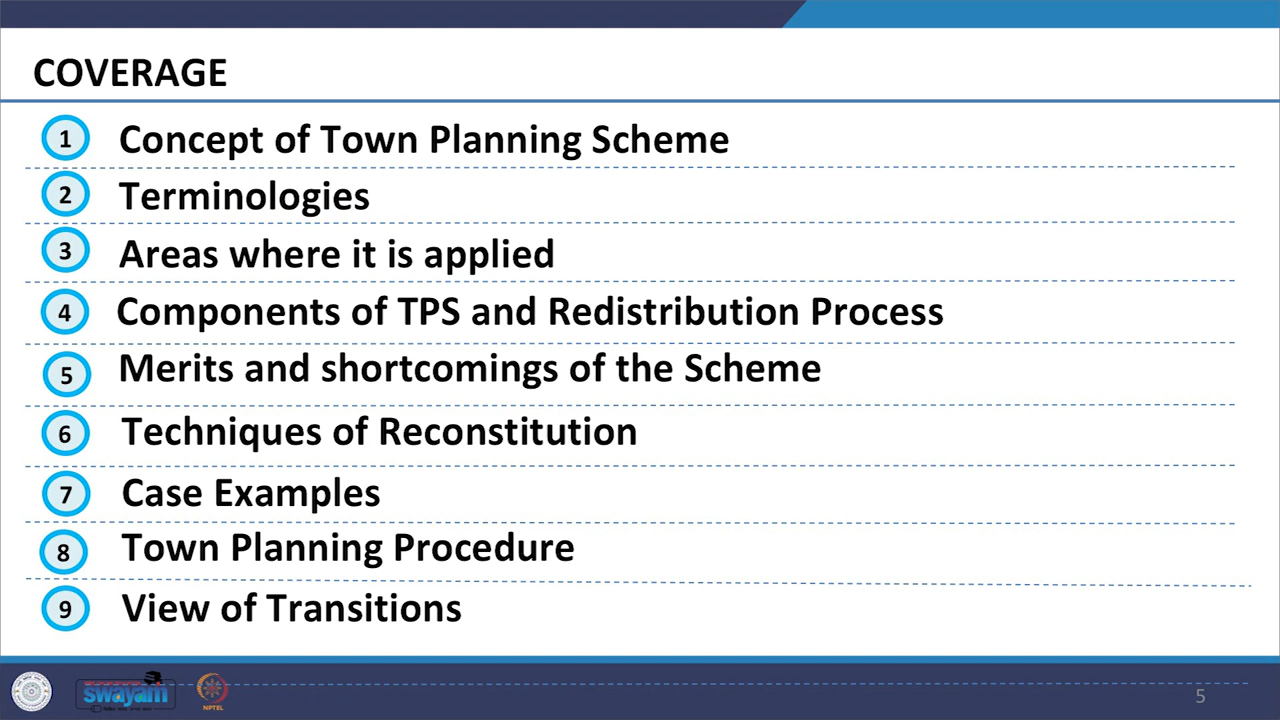 COVERAGE
1 Concept of Town Planning Scheme
2 Terminologies
3 Areas where it is applied
4 Components of TPS and Redistribution Process
5 Merits and shortcomings of the Scheme
6 Techniques of Reconstitution
7 Case Examples
8 Town Planning Procedure
9 View of Transitions
swayam
NPTEL
5